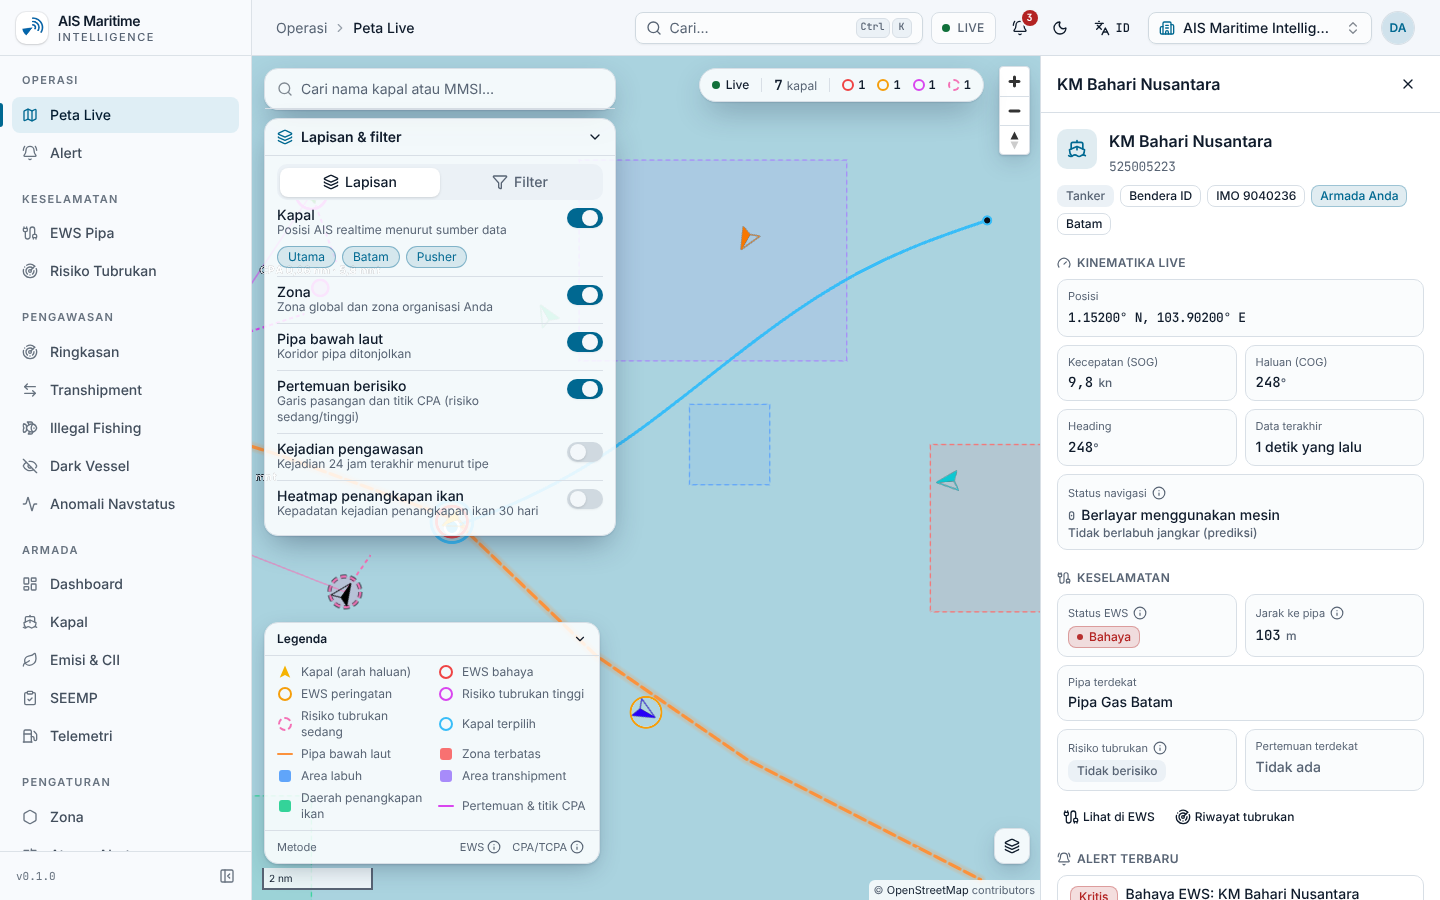 AIS Maritime
INTELLIGENCE
Operasi
Peta Live
Cari...
Ctrl K
LIVE
3
ID
AIS Maritime Intellig...
DA
OPERASI
Peta Live
Alert
KESELAMATAN
EWS Pipa
Risiko Tubrukan
PENGAWASAN
Ringkasan
Transhipment
Illegal Fishing
Dark Vessel
Anomali Navstatus
ARMADA
Dashboard
Kapal
Emisi & CII
SEEMP
Telemetri
PENGATURAN
Zona
v0.1.0
Cari nama kapal atau MMSI...
Lapisan & filter
Lapisan
Filter
Kapal
Posisi AIS realtime menurut sumber data
Utama
Batam
Pusher
Zona
Zona global dan zona organisasi Anda
Pipa bawah laut
Koridor pipa ditonjolkan
Pertemuan berisiko
Garis pasangan dan titik CPA (risiko
sedang/tinggi)
Kejadian pengawasan
Kejadian 24 jam terakhir menurut tipe
Heatmap penangkapan ikan
Kepadatan kejadian penangkapan ikan 30 hari
Live
7 kapal
1
1
1
1
Legenda
Kapal (arah haluan)
EWS bahaya
EWS peringatan
Risiko tubrukan tinggi
Risiko tubrukan
sedang
Kapal terpilih
Pipa bawah laut
Zona terbatas
Area labuh
Area transhipment
Daerah penangkapan
ikan
Pertemuan & titik CPA
Metode
EWS
CPA/TCPA
2 nm
© OpenStreetMap contributors
KM Bahari Nusantara
KM Bahari Nusantara
525005223
Tanker
Bendera ID
IMO 9040236
Armada Anda
Batam
KINEMATIKA LIVE
Posisi
1.15200° N, 103.90200° E
Kecepatan (SOG)
9,8 kn
Haluan (COG)
248°
Heading
248°
Data terakhir
1 detik yang lalu
Status navigasi
0 Berlayar menggunakan mesin
Tidak berlabuh jangkar (prediksi)
KESELAMATAN
Status EWS
Bahaya
Jarak ke pipa
103 m
Pipa terdekat
Pipa Gas Batam
Risiko tubrukan
Tidak berisiko
Pertemuan terdekat
Tidak ada
Lihat di EWS
Riwayat tubrukan
ALERT TERBARU
Kritis
Bahaya EWS: KM Bahari Nusantara